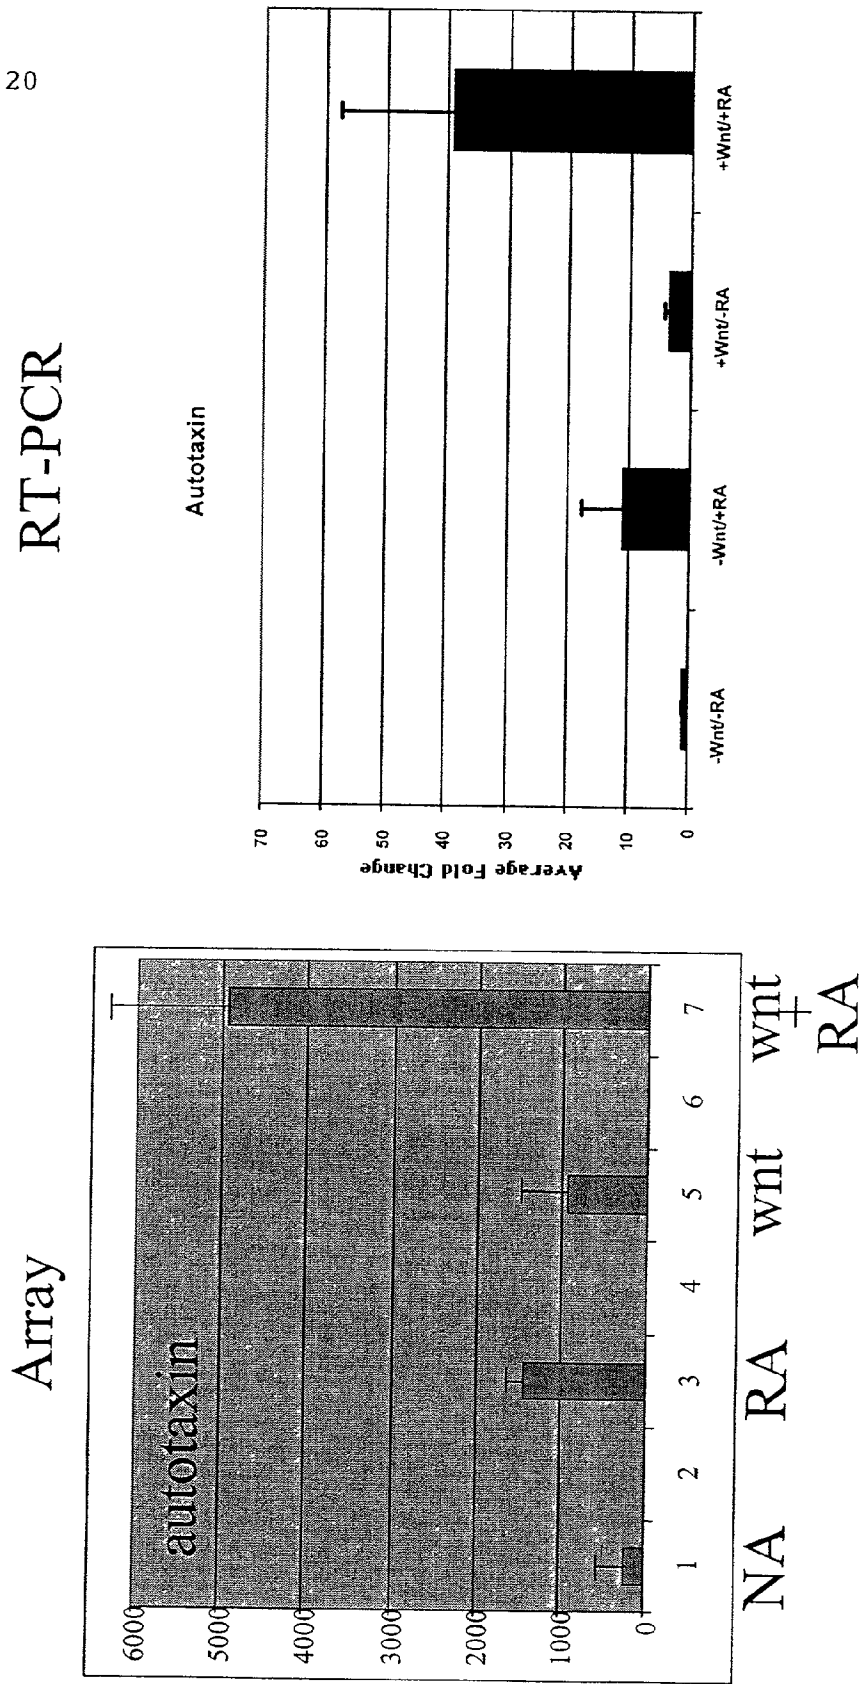 20
Array
autotaxin
6000
5000
4000
3000
2000
1000
0
1 2 3 4 5 6 7
NA RA wnt wnt
+
RA
RT-PCR
Autotaxin
Average Fold Change
70
60
50
40
30
20
10
0
-Wnt/-RA -Wnt/+RA +Wnt/-RA +Wnt/+RA